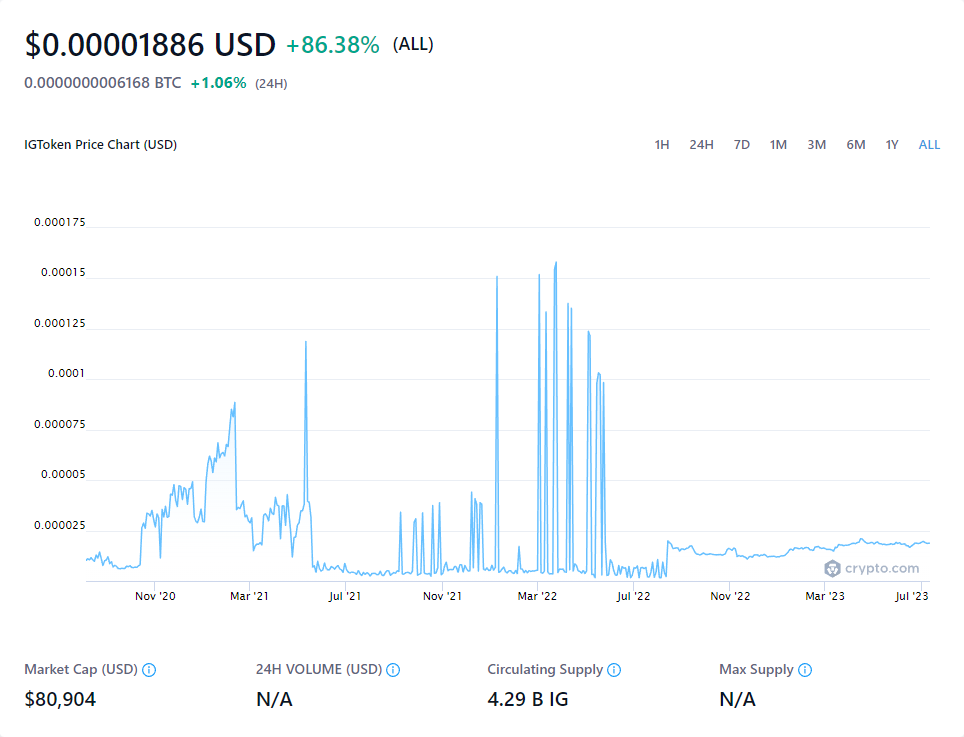 $0.00001886 USD +86.38% (ALL)
0.0000000006168 BTC +1.06% (24H)
IGToken Price Chart (USD) 1H 24H 7D 1M 3M 6M 1Y ALL
0.000175
0.00015
0.000125
0.0001
0.000075
0.00005
0.000025
crypto.com
Nov '20 Mar '21 Jul '21 Nov '21 Mar '22 Jul '22 Nov '22 Mar '23 Jul '23
Market Cap (USD) 24H VOLUME (USD) Circulating Supply Max Supply
$80,904 N/A 4.29 B IG N/A